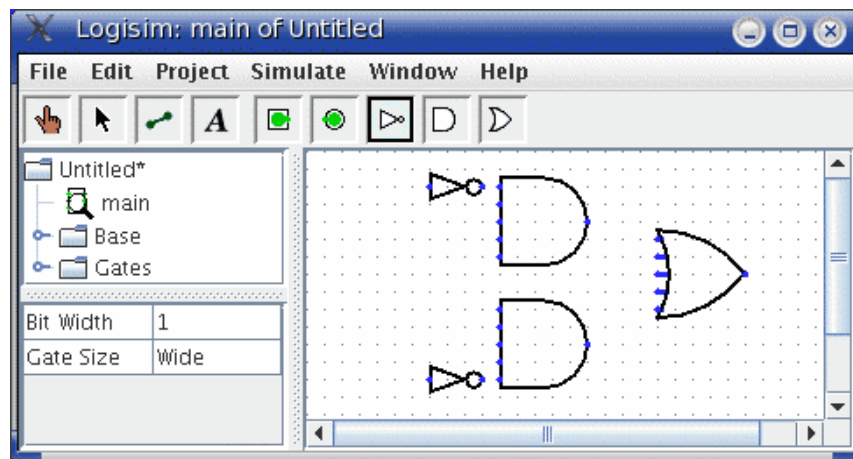 Logisim: main of Untitled
File Edit Project Simulate Window Help
A
Untitled*
main
Base
Gates
Bit Width 1
Gate Size Wide